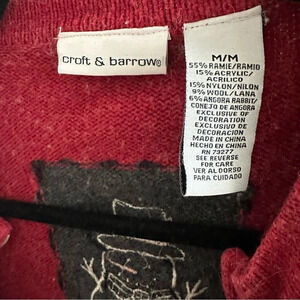 croft & barrow®
M/M
55% RAMIE/RAMIO
15% ACRYLIC/
ACRILICO
15% NYLON/NILON
9% WOOL/LANA
6% ANGORA RABBIT/
CONEJO DE ANGORA
EXCLUSIVE OF
DECORATION
EXCLUSIVO DE
DECORACION
MADE IN CHINA
HECHO EN CHINA
RN 73277
SEE REVERSE
FOR CARE
VER AL DORSO
PARA CUIDADO